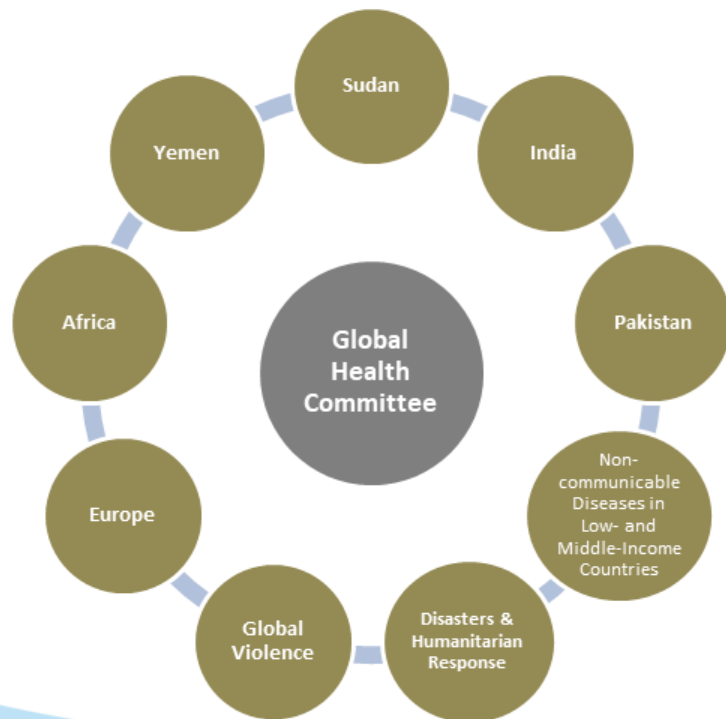 Sudan
India
Pakistan
Non-
communicable
Diseases in
Low- and
Middle-Income
Countries
Disasters &
Humanitarian
Response
Global
Violence
Europe
Africa
Yemen
Global
Health
Committee